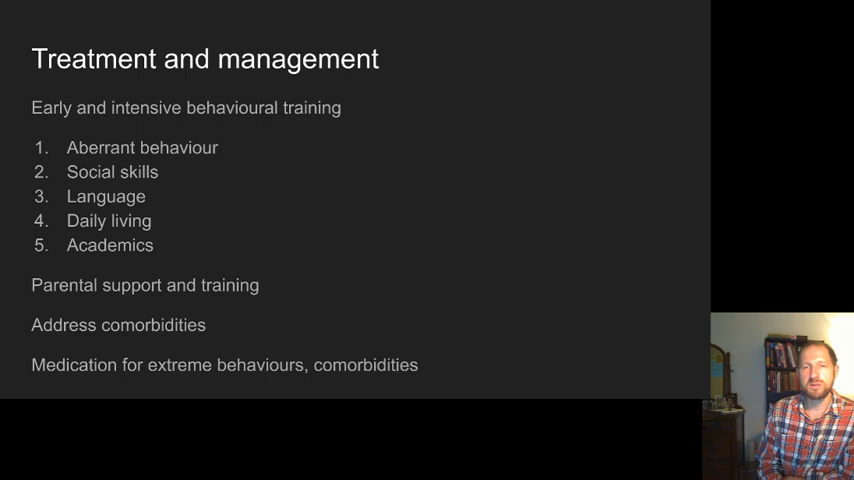 Treatment and management
Early and intensive behavioural training
1. Aberrant behaviour
2. Social skills
3. Language
4. Daily living
5. Academics
Parental support and training
Address comorbidities
Medication for extreme behaviours, comorbidities